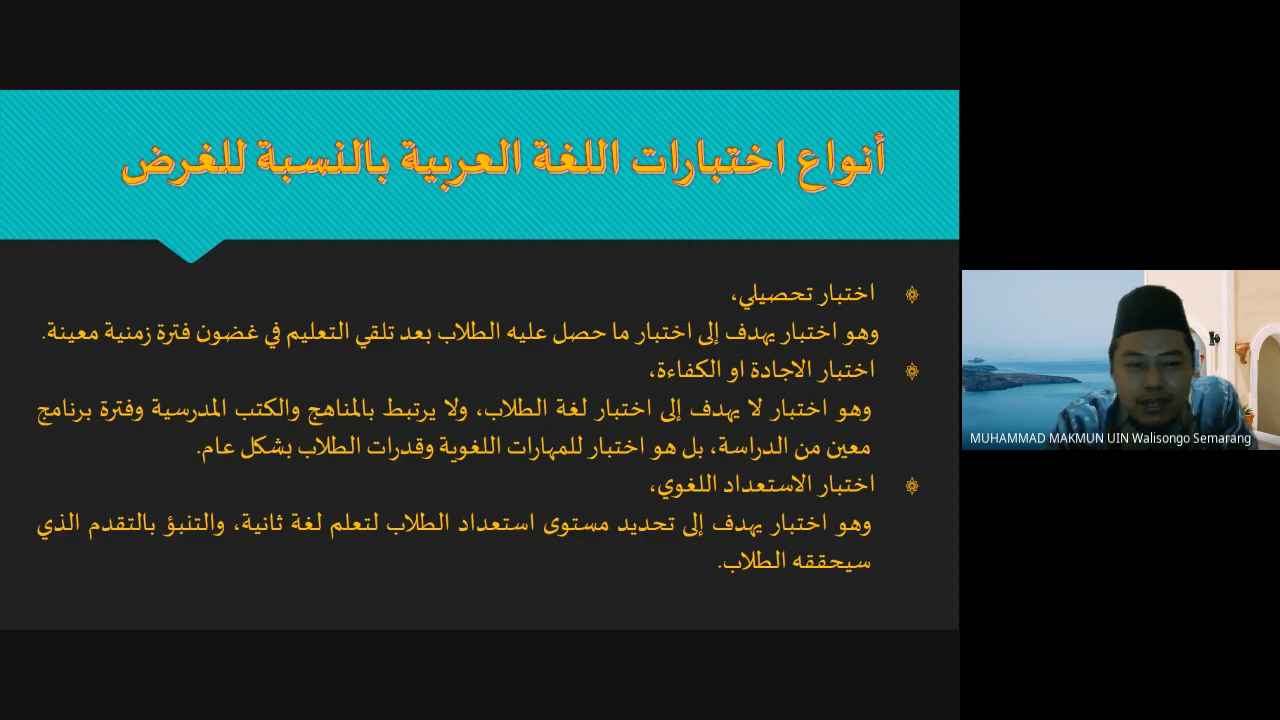 أنواع اختبارات اللغة العربية بالنسبة للغرض
اختبار تحصيلي،
وهو اختبار يهدف إلى اختبار ما حصل عليه الطلاب بعد تلقي التعليم في غضون فترة زمنية معينة.
اختبار الاجادة او الكفاءة،
وهو اختبار لا يهدف إلى اختبار لغة الطلاب، ولا يرتبط بالمناهج والكتب المدرسية وفترة برنامج
معين من الدراسة، بل هو اختبار للمهارات اللغوية وقدرات الطلاب بشكل عام.
اختبار الاستعداد اللغوي،
وهو اختبار يهدف إلى تحديد مستوى استعداد الطلاب لتعلم لغة ثانية، والتنبؤ بالتقدم الذي
سيحققه الطلاب.
MUHAMMAD MAKMUN UIN Walisongo Semarang